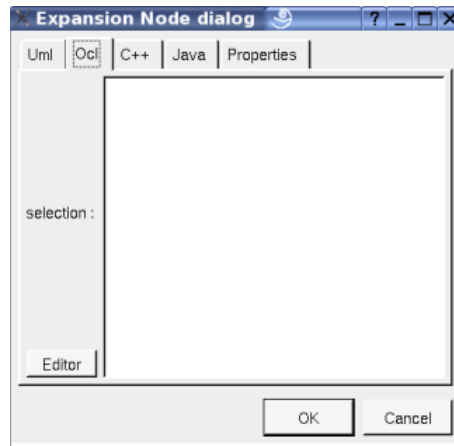 Expansion Node dialog
Uml Ocl C++ Java Properties
selection :
Editor
OK Cancel